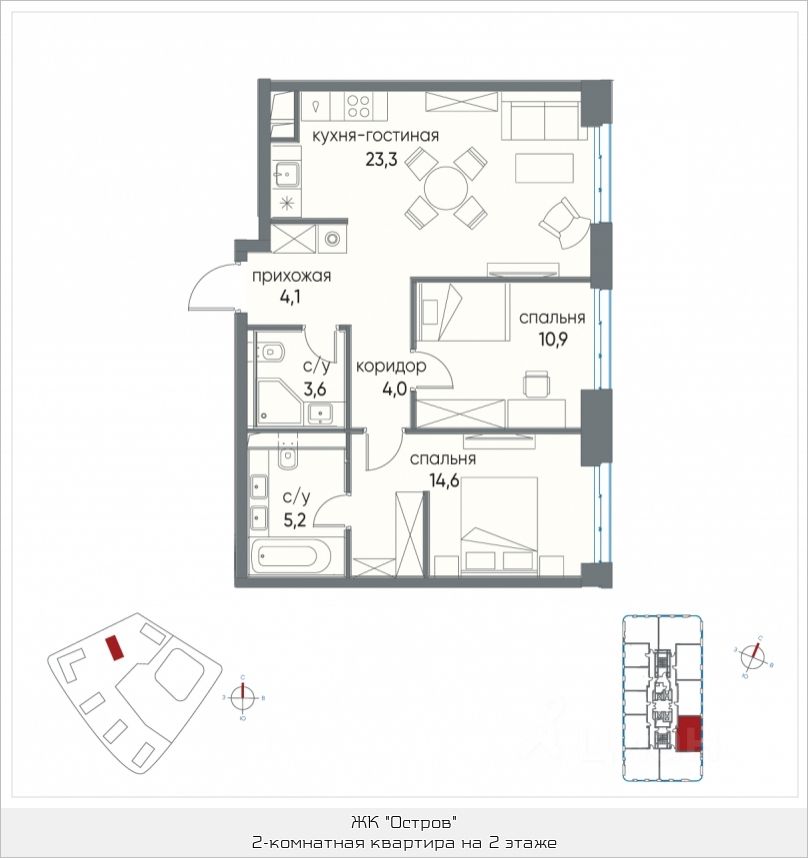 кухня-гостиная
23,3
прихожая
4,1
спальня
10,9
с/у
3,6
коридор
4,0
спальня
14,6
с/у
5,2
С
З
В
Ю
С
З
В
Ю
ЖК "Остров"
2-комнатная квартира на 2 этаже